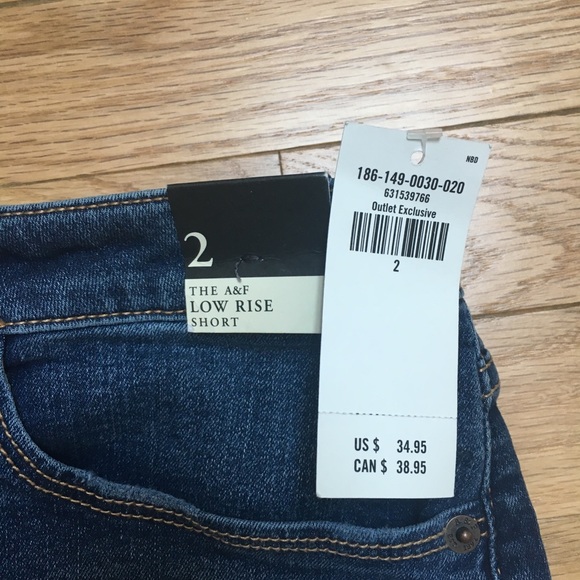 2
THE A&F
LOW RISE
SHORT
NBD
186-149-0030-020
631539766
Outlet Exclusive
2
US $ 34.95
CAN $ 38.95